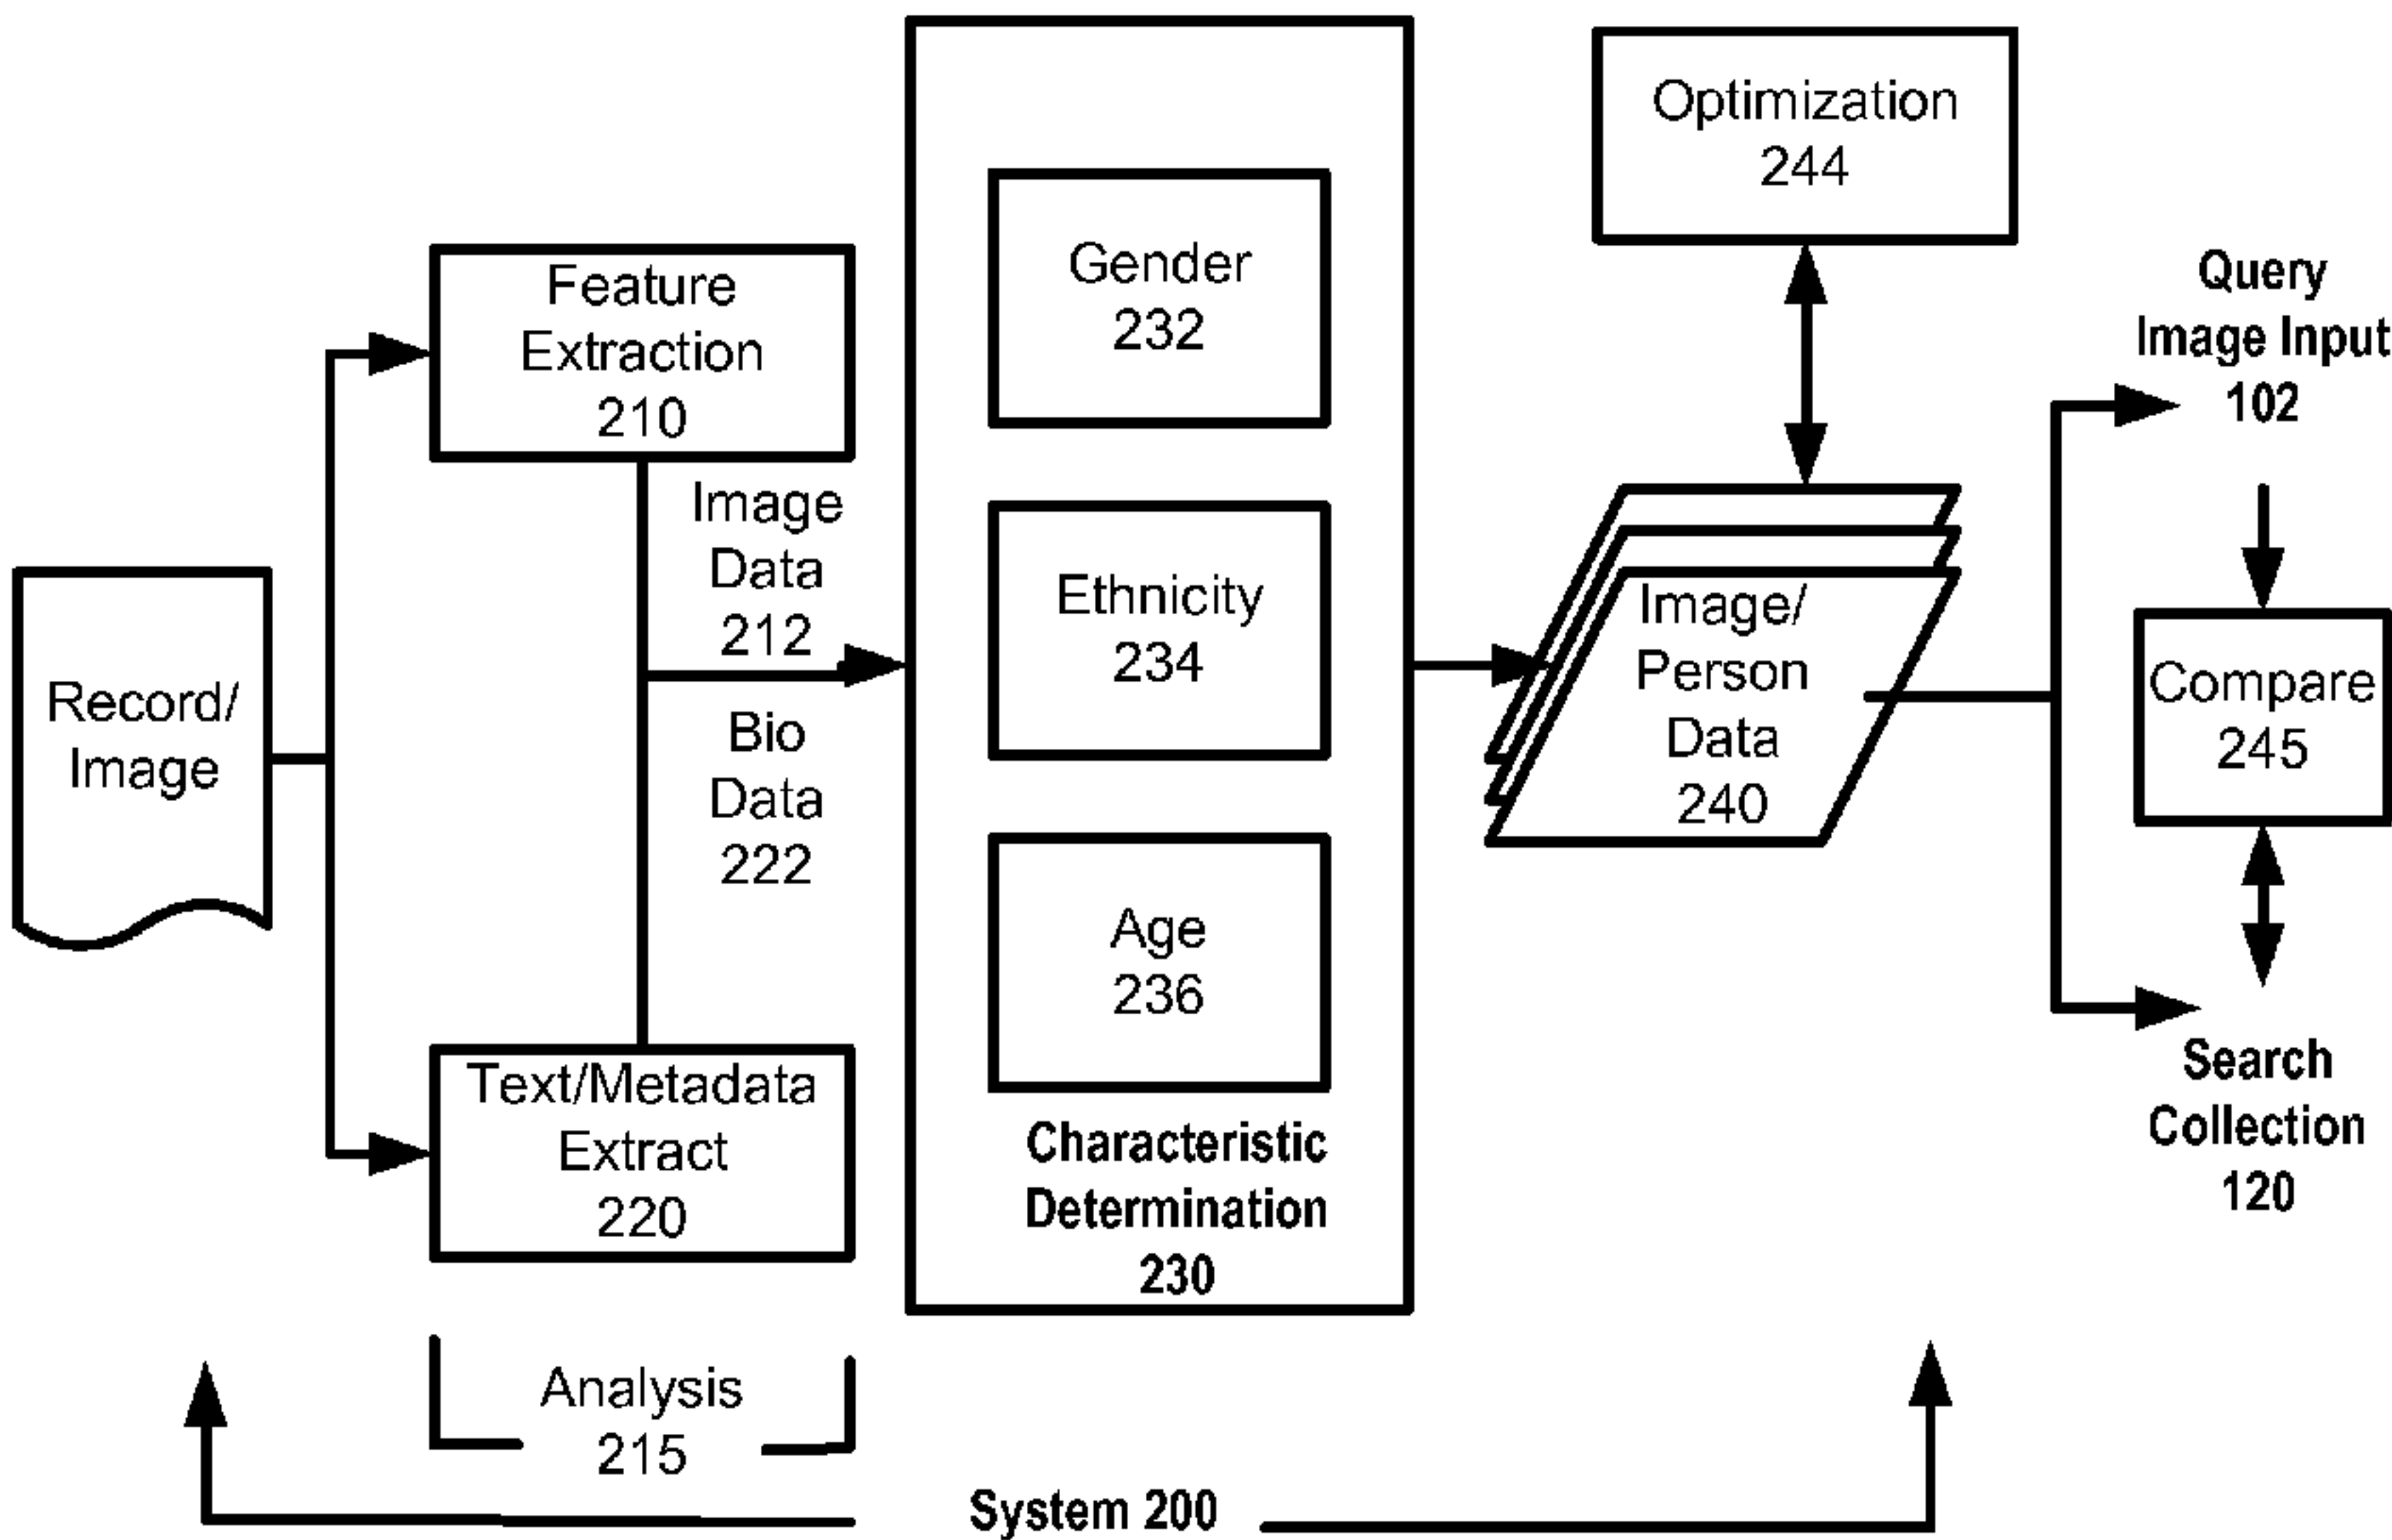 Record/
Image
Feature
Extraction
210
Image
Data
212
Bio
Data
222
Text/Metadata
Extract
220
Analysis
215
Gender
232
Ethnicity
234
Age
236
Characteristic
Determination
230
Optimization
244
Image/
Person
Data
240
Query
Image Input
102
Compare
245
Search
Collection
120
System 200